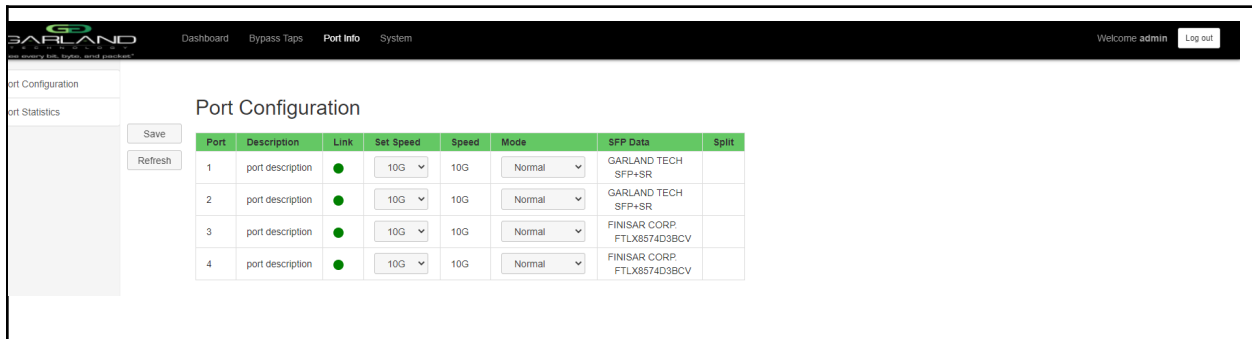 GARLAND
TECHNOLOGY
see every bit, byte, and packet®
Dashboard Bypass Taps Port Info System
Welcome admin Log out
ort Configuration
ort Statistics
Save
Refresh
Port Configuration
Port Description Link Set Speed Speed Mode SFP Data Split
1 port description 10G 10G Normal GARLAND TECH
SFP+SR
2 port description 10G 10G Normal GARLAND TECH
SFP+SR
3 port description 10G 10G Normal FINISAR CORP.
FTLX8574D3BCV
4 port description 10G 10G Normal FINISAR CORP.
FTLX8574D3BCV